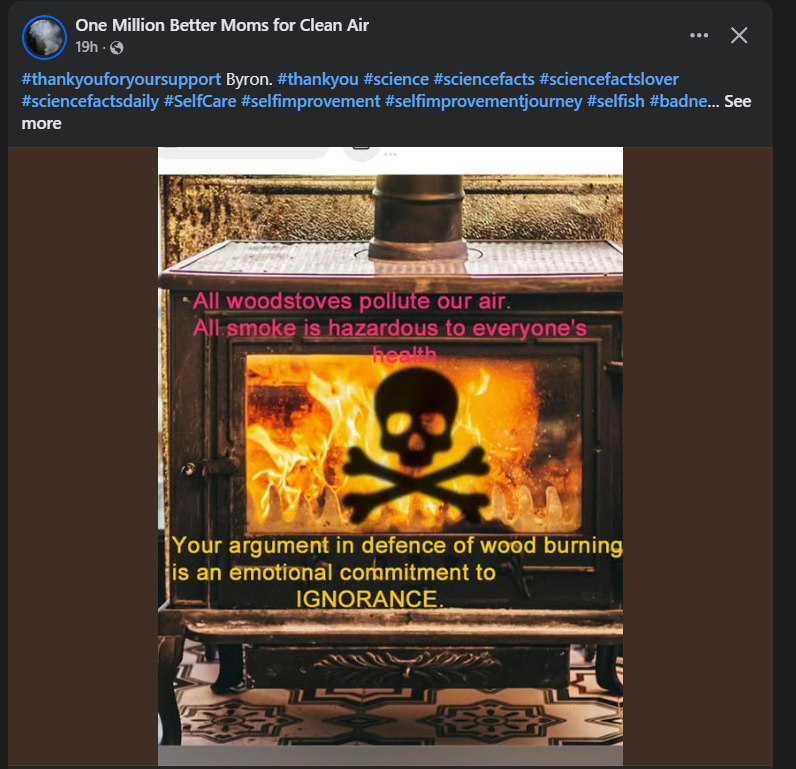 One Million Better Moms for Clean Air
19h ·
#thankyouforyoursupport Byron. #thankyou #science #sciencefacts #sciencefactslover
#sciencefactsdaily #SelfCare #selfimprovement #selfimprovementjourney #selfish #badne... See
more
All woodstoves pollute our air.
All smoke is hazardous to everyone's
health
Your argument in defence of wood burning
is an emotional commitment to
IGNORANCE.